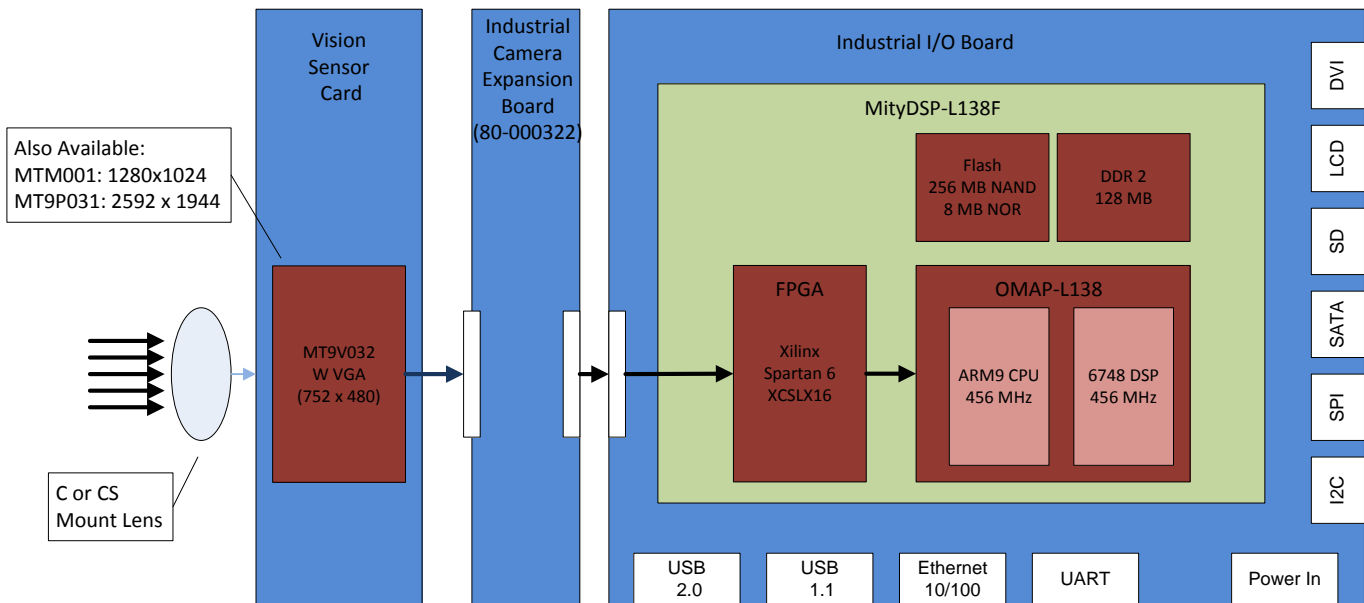 Vision
Sensor
Card
Industrial
Camera
Expansion
Board
(80-000322)
Industrial I/O Board
MityDSP-L138F
Also Available:
MTM001: 1280x1024
MT9P031: 2592 x 1944
Flash
256 MB NAND
8 MB NOR
DDR 2
128 MB
MT9V032
W VGA
(752 x 480)
FPGA
Xilinx
Spartan 6
XCSLX16
OMAP-L138
ARM9 CPU
456 MHz
6748 DSP
456 MHz
C or CS
Mount Lens
DVI
LCD
SD
SATA
SPI
I2C
USB
2.0
USB
1.1
Ethernet
10/100
UART
Power In